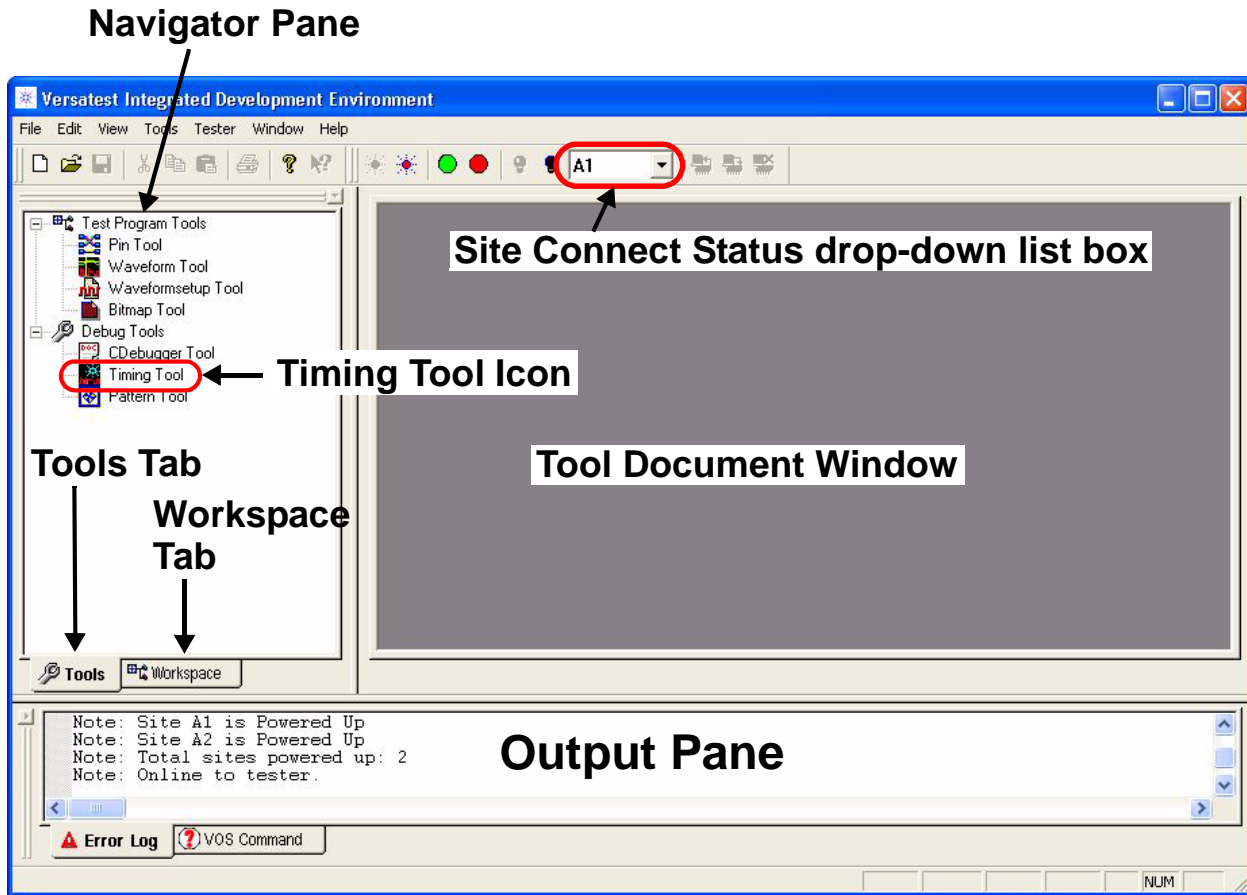 Navigator Pane
Versatest Integrated Development Environment
File Edit View Tools Tester Window Help
A1
Test Program Tools
Pin Tool
Waveform Tool
Waveformsetup Tool
Bitmap Tool
Debug Tools
CDebugger Tool
Timing Tool
Pattern Tool
Site Connect Status drop-down list box
Timing Tool Icon
Tool Document Window
Tools Tab
Workspace
Tab
Tools Workspace
Note: Site A1 is Powered Up
Note: Site A2 is Powered Up
Note: Total sites powered up: 2
Note: Online to tester.
Output Pane
Error Log VOS Command
NUM